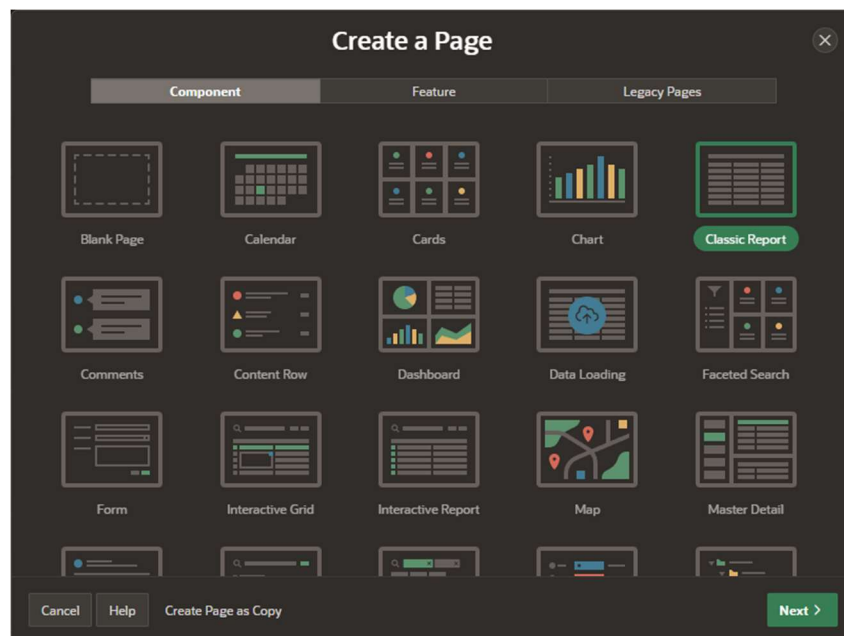 Create a Page
Component Feature Legacy Pages
Blank Page Calendar Cards Chart Classic Report
Comments Content Row Dashboard Data Loading Faceted Search
Form Interactive Grid Interactive Report Map Master Detail
Cancel Help Create Page as Copy Next >